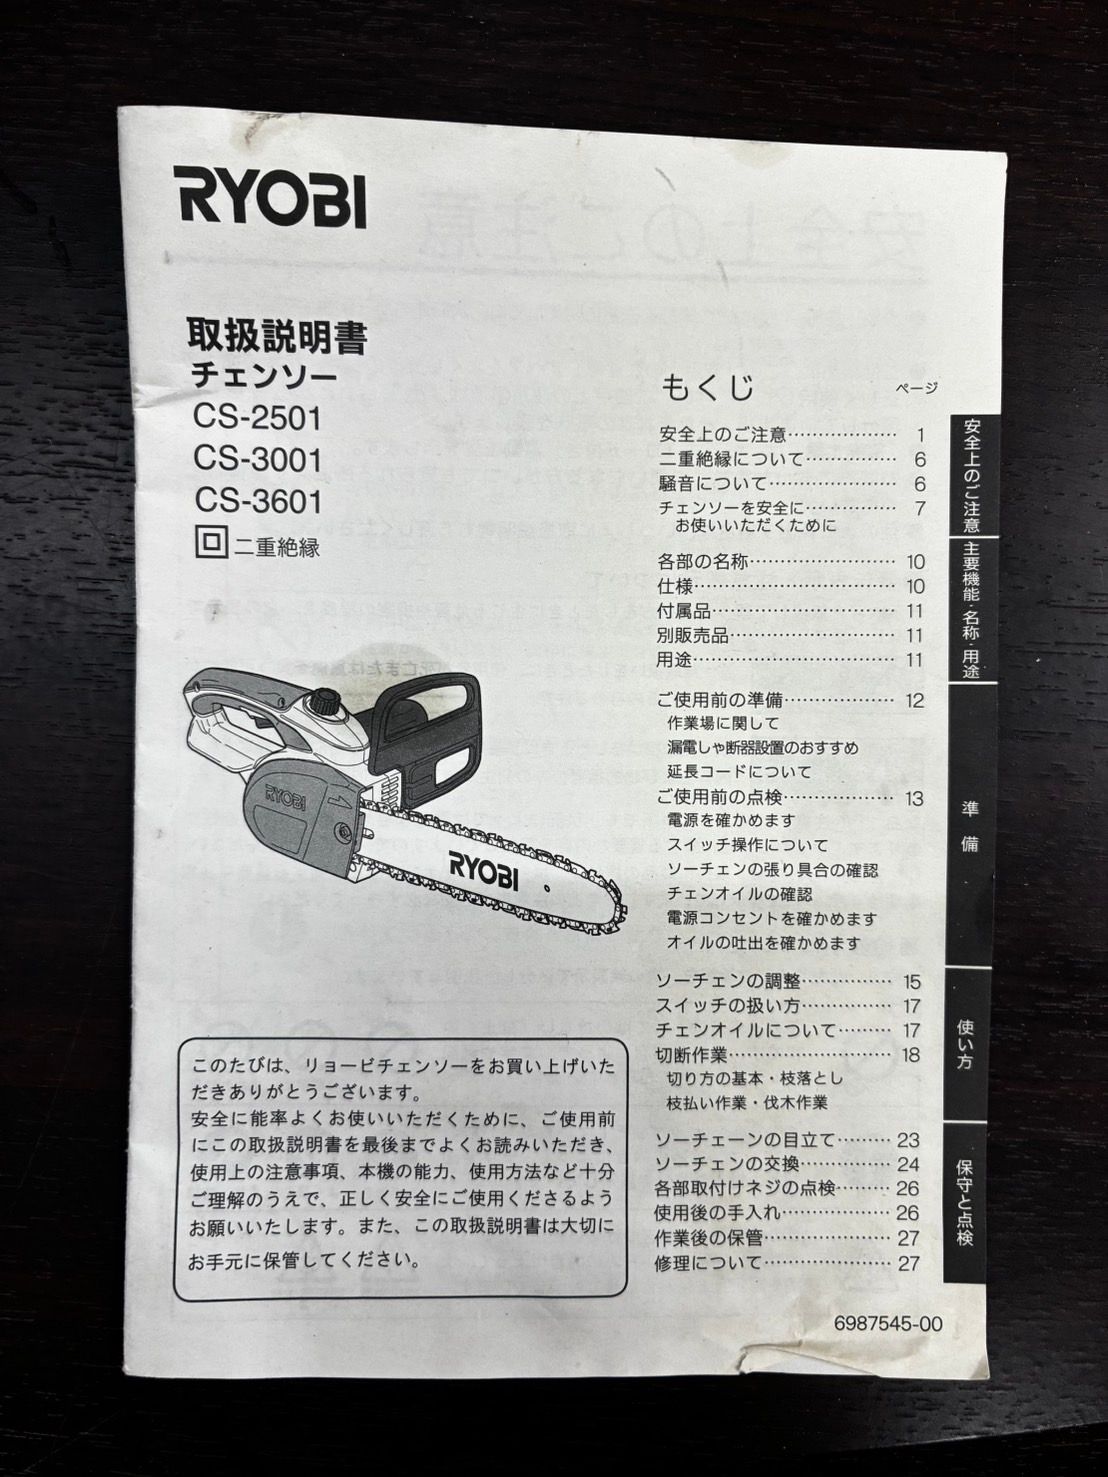 RYOBI
取扱説明書
チェンソー
CS-2501
CS-3001
CS-3601
二重絶縁
RYOBI
RYOBI
このたびは、リョービチェンソーをお買い上げいた
だきありがとうございます。
安全に能率よくお使いいただくために、ご使用前
にこの取扱説明書を最後までよくお読みいただき、
使用上の注意事項、本機の能力、使用方法など十分
ご理解のうえで、正しく安全にご使用くださるよう
お願いいたします。また、この取扱説明書は大切に
お手元に保管してください。
もくじ ページ
安全上のご注意………………1
二重絶縁について……………6
騒音について…………………6
チェンソーを安全に……………7
お使いいただくために
各部の名称……………………10
仕様……………………………10
付属品…………………………11
別販売品………………………11
用途……………………………11
ご使用前の準備………………12
作業場に関して
漏電しゃ断器設置のおすすめ
延長コードについて
ご使用前の点検………………13
電源を確かめます
スイッチ操作について
ソーチェンの張り具合の確認
チェンオイルの確認
電源コンセントを確かめます
オイルの吐出を確かめます
ソーチェンの調整……………15
スイッチの扱い方……………17
チェンオイルについて………17
切断作業………………………18
切り方の基本・枝落とし
枝払い作業・伐木作業
ソーチェーンの目立て………23
ソーチェンの交換……………24
各部取付けネジの点検………26
使用後の手入れ………………26
作業後の保管…………………27
修理について…………………27
安全上のご注意
主要機能・名称・用途
準備
使い方
保守と点検
6987545-00